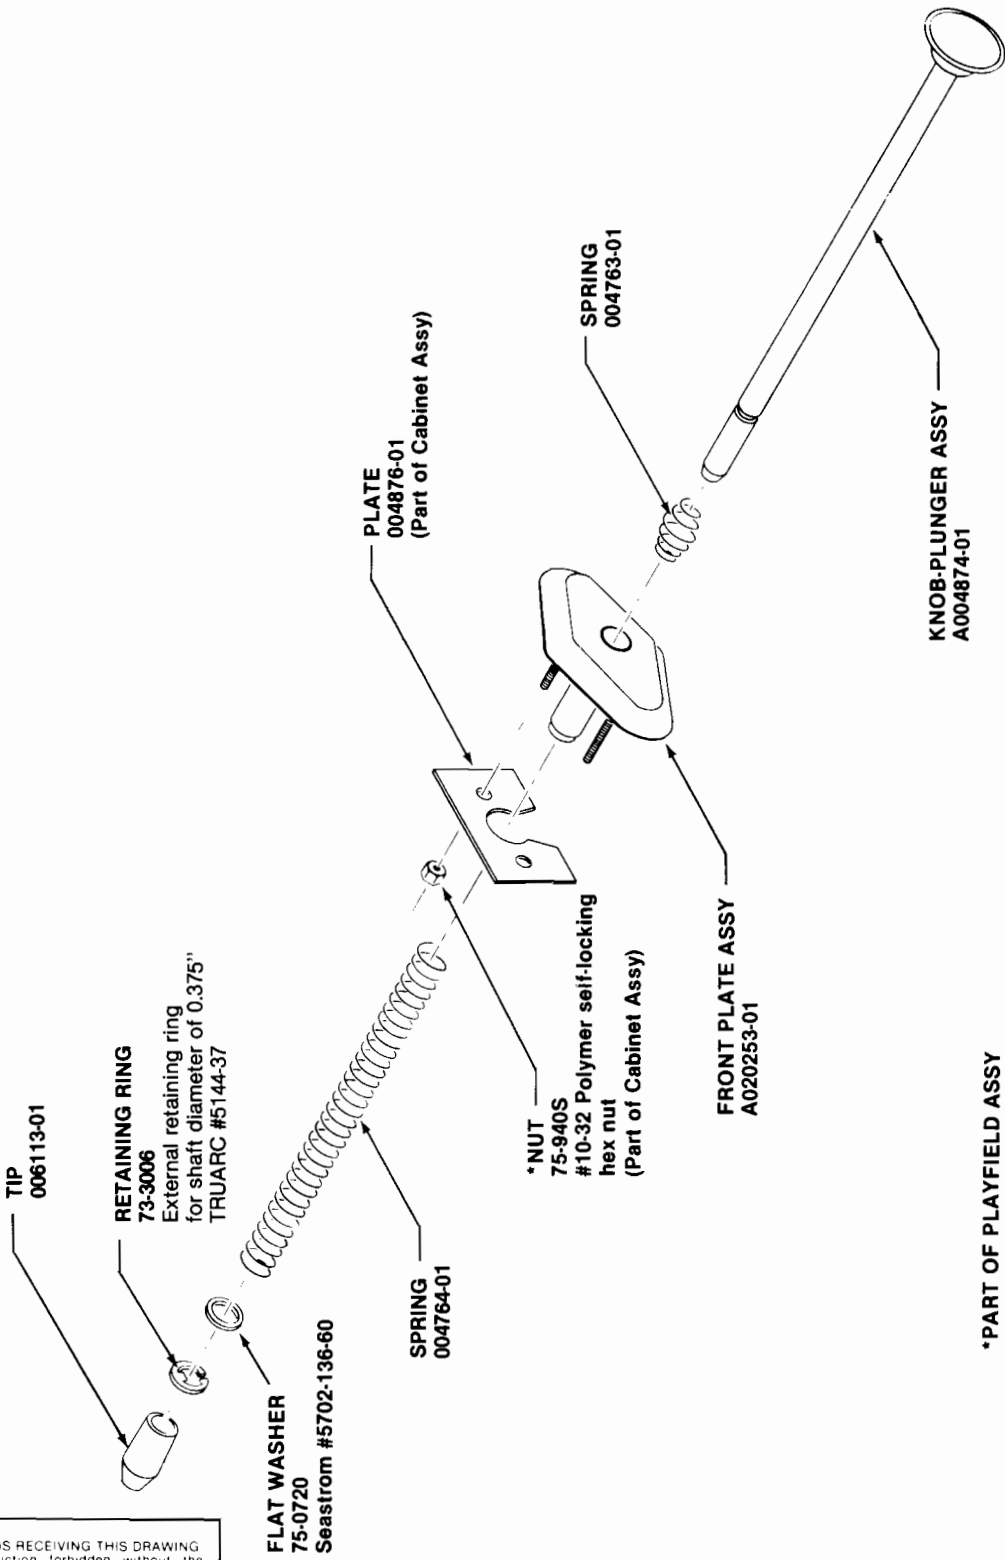 TIP
006113-01
RETAINING RING
73-3006
External retaining ring
for shaft diameter of 0.375"
TRUARC #5144-37
FLAT WASHER
75-0720
Seastrom #5702-136-60
SPRING
004764-01
*NUT
75-940S
#10-32 Polymer self-locking
hex nut
(Part of Cabinet Assy)
PLATE
004876-01
(Part of Cabinet Assy)
FRONT PLATE ASSY
A020253-01
SPRING
004763-01
KNOB-PLUNGER ASSY
A004874-01
*PART OF PLAYFIELD ASSY
RECEIVING THIS DRAWING
forbidden without the